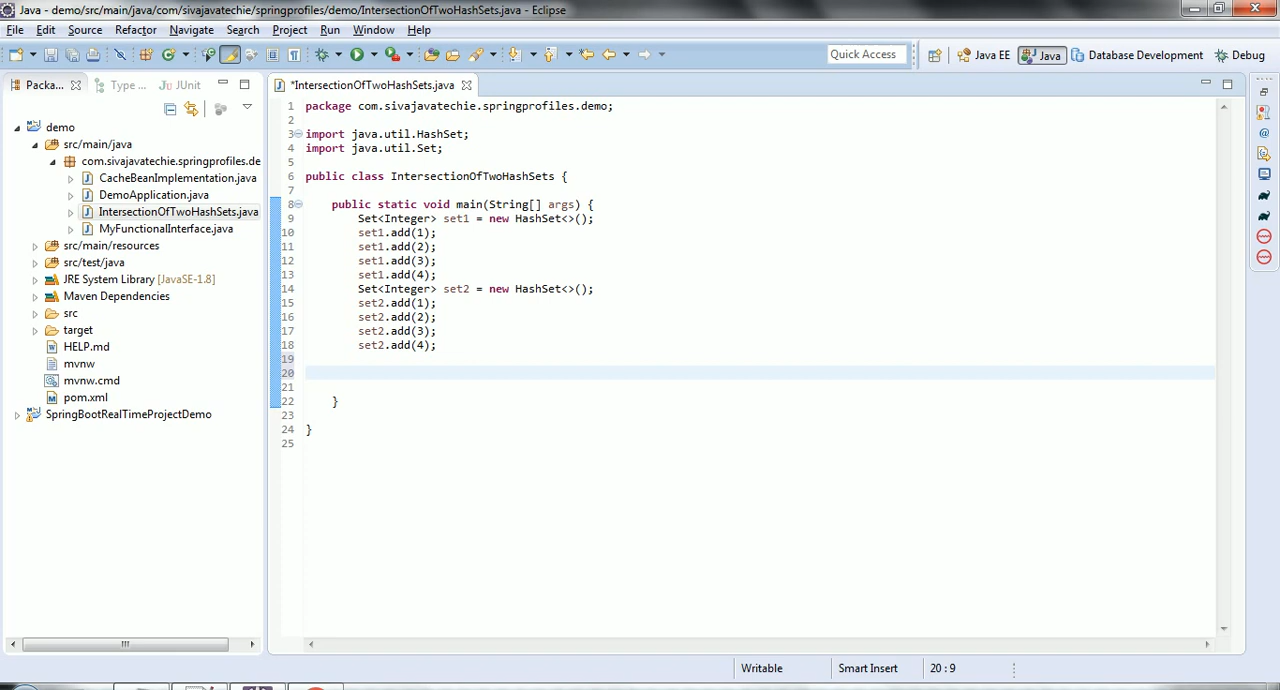 Java - demo/src/main/java/com/sivajavatechie/springprofiles/demo/IntersectionOfTwoHashSets.java - Eclipse
File Edit Source Refactor Navigate Search Project Run Window Help
Quick Access Java EE Java Database Development Debug
Packa... Type ... JUnit
*IntersectionOfTwoHashSets.java
demo
src/main/java
com.sivajavatechie.springprofiles.de
CacheBeanImplementation.java
DemoApplication.java
IntersectionOfTwoHashSets.java
MyFunctionalInterface.java
src/main/resources
src/test/java
JRE System Library [JavaSE-1.8]
Maven Dependencies
src
target
HELP.md
mvnw
mvnw.cmd
pom.xml
SpringBootRealTimeProjectDemo
1 package com.sivajavatechie.springprofiles.demo;
2
3 import java.util.HashSet;
4 import java.util.Set;
5
6 public class IntersectionOfTwoHashSets {
7
8 public static void main(String[] args) {
9 Set<Integer> set1 = new HashSet<>();
10 set1.add(1);
11 set1.add(2);
12 set1.add(3);
13 set1.add(4);
14 Set<Integer> set2 = new HashSet<>();
15 set2.add(1);
16 set2.add(2);
17 set2.add(3);
18 set2.add(4);
19
20
21
22 }
23
24 }
25
Writable Smart Insert 20 : 9